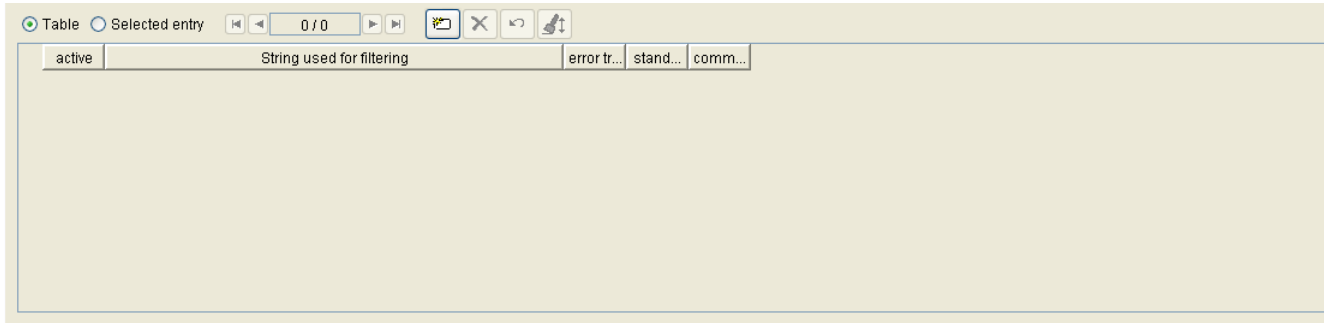 Table Selected entry 0 / 0
active String used for filtering error tr... stand... comm...